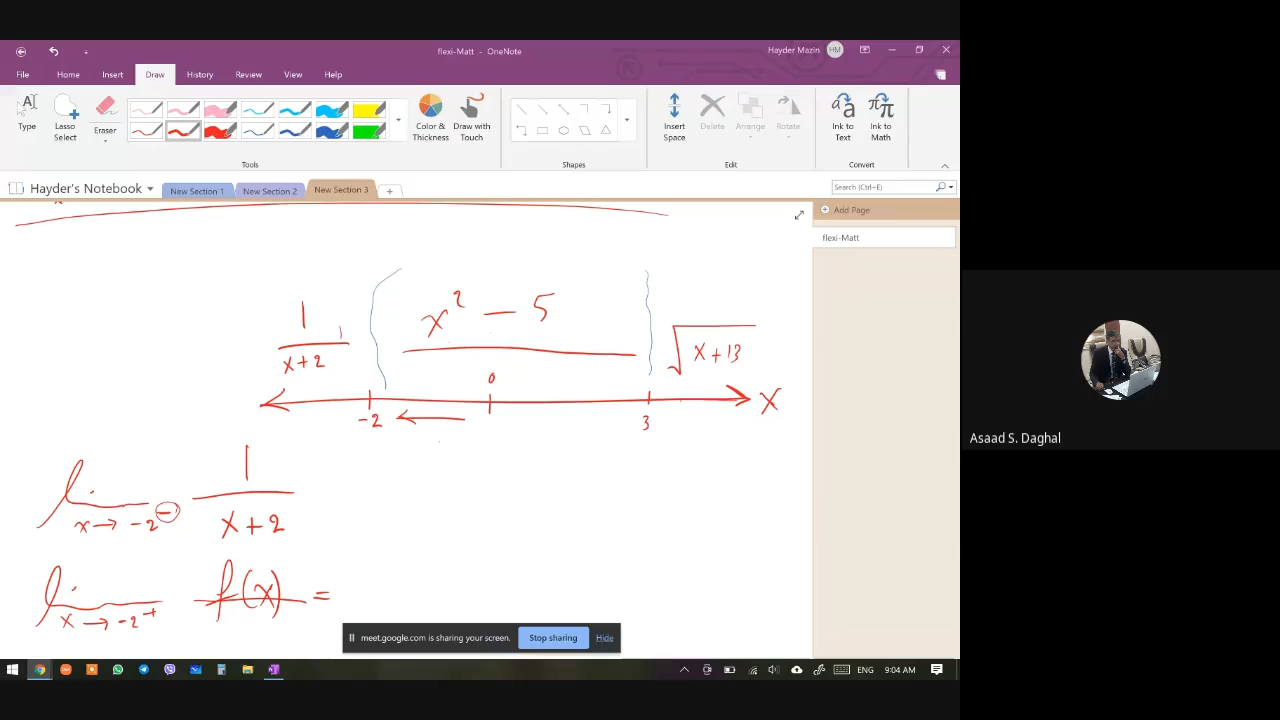 flexi-Matt - OneNote
Hayder Mazin HM
File Home Insert Draw History Review View Help
Type Lasso Select Eraser Color & Thickness Draw with Touch Insert Space Delete Arrange Rotate Ink to Text Ink to Math
Tools Shapes Edit Convert
Hayder's Notebook New Section 1 New Section 2 New Section 3 + Search (Ctrl+E)
Add Page
flexi-Matt
1/(x+2) x² - 5 √(x+13)
-2 0 3 x
lim x→-2⁻ 1/(x+2)
lim x→-2⁺ f(x) =
meet.google.com is sharing your screen. Stop sharing Hide
ENG 9:04 AM
Asaad S. Daghal